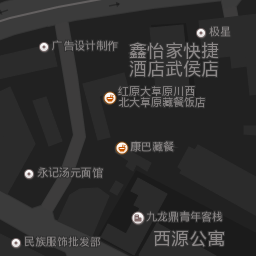 极星
广告设计制作
鑫怡家快捷
酒店武侯店
红原大草原川西
北大草原藏餐饭店
康巴藏餐
永记汤元面馆
九龙鼎青年客栈
西源公寓
民族服饰批发部